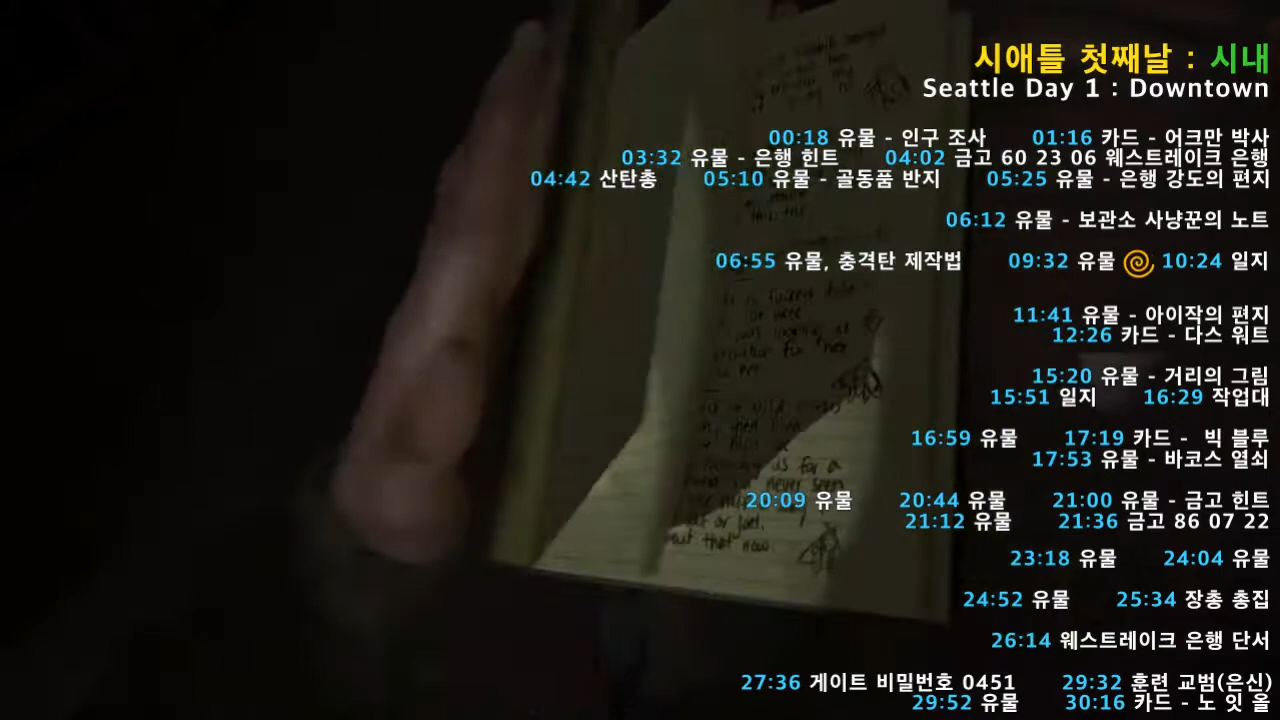 시애틀 첫째날 : 시내
Seattle Day 1 : Downtown
00:18 유물 - 인구 조사 01:16 카드 - 어크만 박사
03:32 유물 - 은행 힌트 04:02 금고 60 23 06 웨스트레이크 은행
04:42 산탄총 05:10 유물 - 골동품 반지 05:25 유물 - 은행 강도의 편지
06:12 유물 - 보관소 사냥꾼의 노트
06:55 유물, 충격탄 제작법 09:32 유물 10:24 일지
11:41 유물 - 아이작의 편지
12:26 카드 - 다스 워트
15:20 유물 - 거리의 그림
15:51 일지 16:29 작업대
16:59 유물 17:19 카드 - 빅 블루
17:53 유물 - 바코스 열쇠
us for a
never seen
20:09 유물 20:44 유물 21:00 유물 - 금고 힌트
21:12 유물 21:36 금고 86 07 22
or Joel,
that now
23:18 유물 24:04 유물
24:52 유물 25:34 장총 총집
26:14 웨스트레이크 은행 단서
27:36 게이트 비밀번호 0451 29:32 훈련 교범(은신)
29:52 유물 30:16 카드 - 노 잇 올